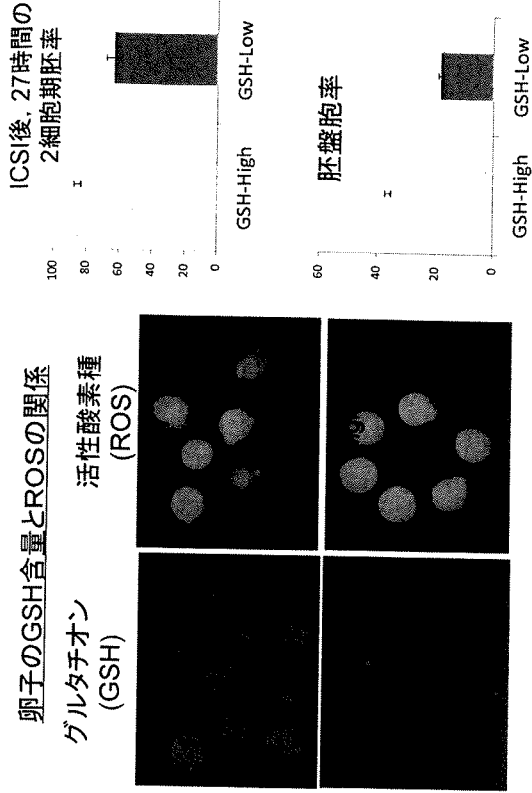 卵子のGSH含量とROSの関係
グルタチオン
(GSH)
活性酸素種
(ROS)
ICSI後，27時間の
2細胞期胚率
100
80
60
40
20
0
GSH-High
GSH-Low
胚盤胞率
60
40
20
0
GSH-High
GSH-Low